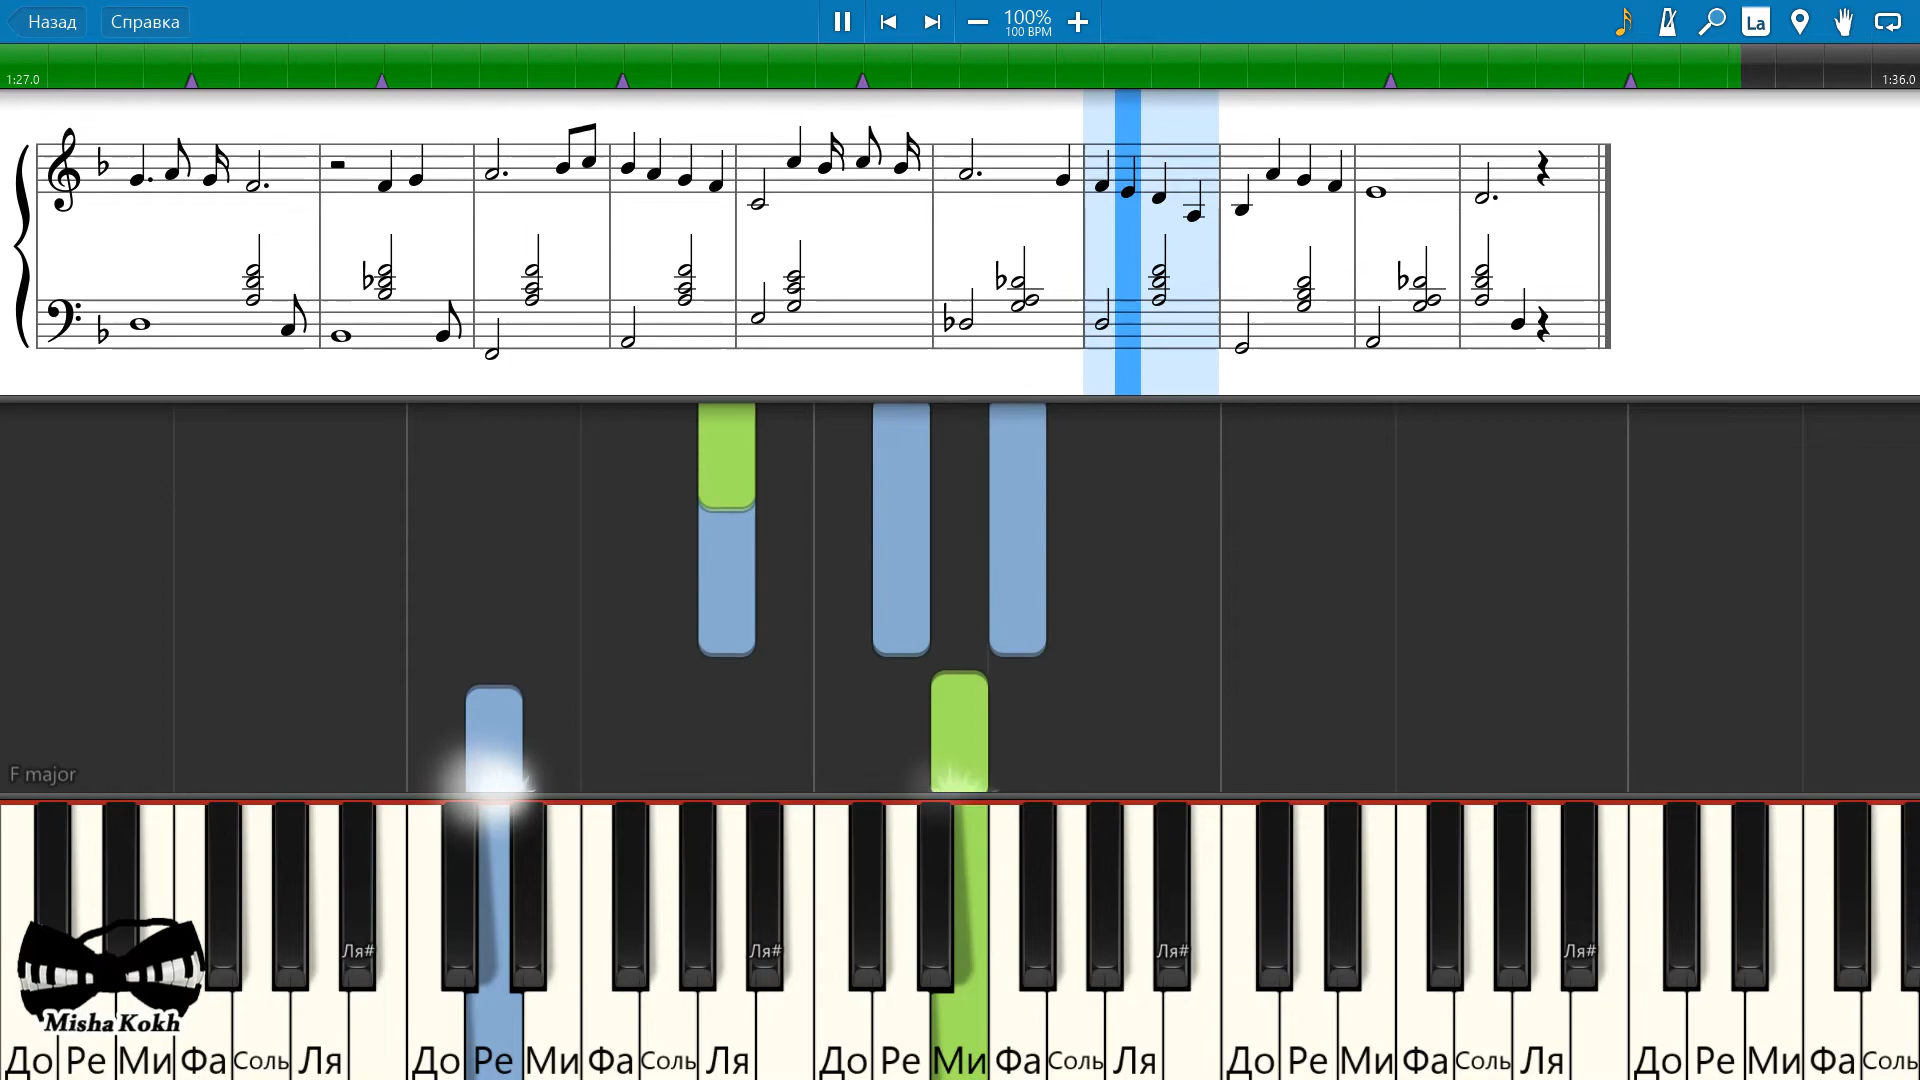 Назад Справка 100% La
100 BPM
1:27.0 1:36.0
F major
Ля# Ля# Ля# Ля#
Misha Kokh
До Ре Ми Фа Соль Ля До Ре Ми Фа Соль Ля До Ре Ми Фа Соль Ля До Ре Ми Фа Соль Ля До Ре Ми Фа Соль